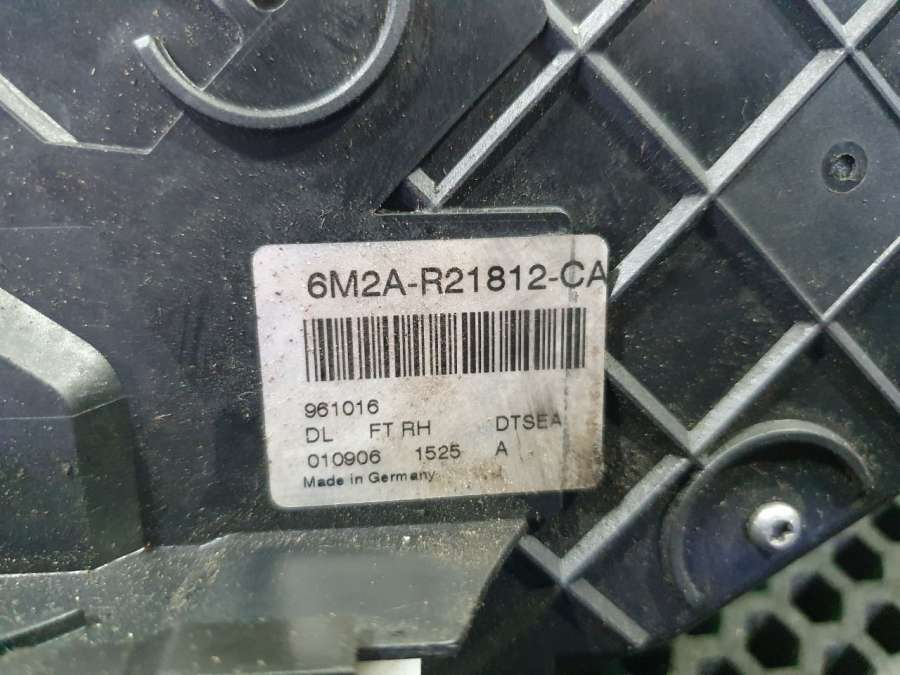 6M2A-R21812-CA
961016
DL FT RH DTSEA
010906 1525 A
Made in Germany